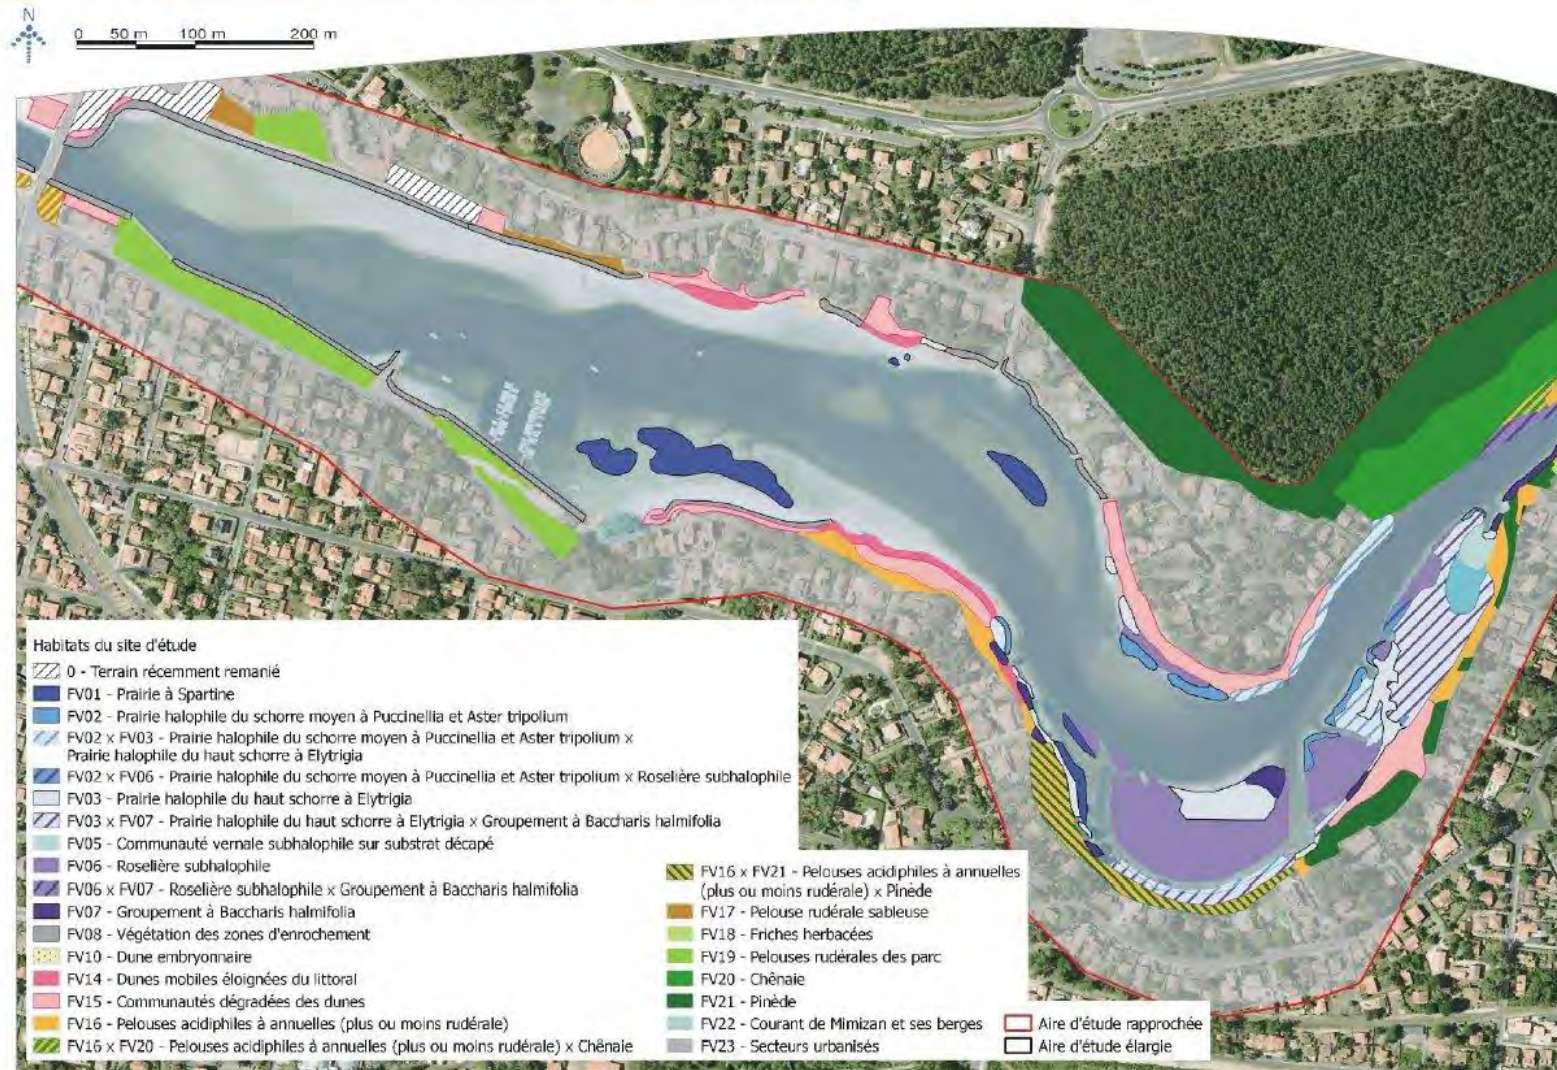 N
0 50 m 100 m 200 m
Habitats du site d'étude
0 - Terrain récemment remanié
FV01 - Prairie à Spartine
FV02 - Prairie halophile du schorre moyen à Puccinellia et Aster tripolium
FV02 x FV03 - Prairie halophile du schorre moyen à Puccinellia et Aster tripolium x
Prairie halophile du haut schorre à Elytrigia
FV02 x FV06 - Prairie halophile du schorre moyen à Puccinellia et Aster tripolium x Roselière subhalophile
FV03 - Prairie halophile du haut schorre à Elytrigia
FV03 x FV07 - Prairie halophile du haut schorre à Elytrigia x Groupement à Baccharis halmifolia
FV05 - Communauté vernale subhalophile sur substrat décapé
FV06 - Roselière subhalophile
FV06 x FV07 - Roselière subhalophile x Groupement à Baccharis halmifolia
FV07 - Groupement à Baccharis halmifolia
FV08 - Végétation des zones d'enrochement
FV10 - Dune embryonnaire
FV14 - Dunes mobiles éloignées du littoral
FV15 - Communautés dégradées des dunes
FV16 - Pelouses acidiphiles à annuelles (plus ou moins rudérale)
FV16 x FV20 - Pelouses acidiphiles à annuelles (plus ou moins rudérale) x Chênaie
FV16 x FV21 - Pelouses acidiphiles à annuelles
(plus ou moins rudérale) x Pinède
FV17 - Pelouse rudérale sableuse
FV18 - Friches herbacées
FV19 - Pelouses rudérales des parc
FV20 - Chênaie
FV21 - Pinède
FV22 - Courant de Mimizan et ses berges
FV23 - Secteurs urbanisés
Aire d'étude rapprochée
Aire d'étude élargie